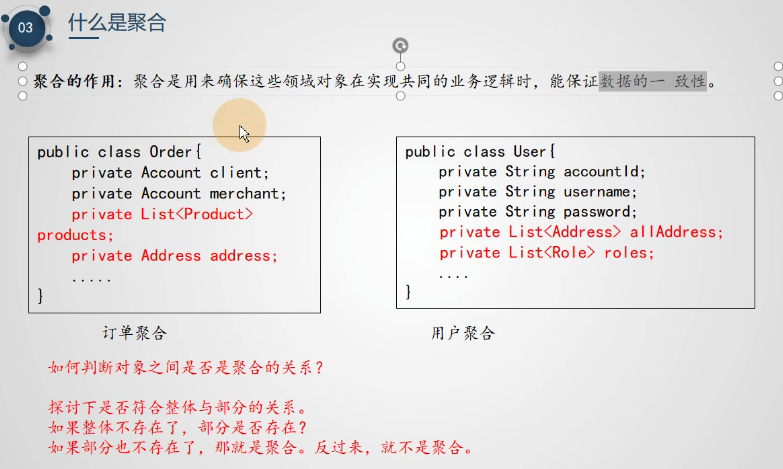 03
什么是聚合
聚合的作用：聚合是用来确保这些领域对象在实现共同的业务逻辑时，能保证数据的一 致性。
public class Order{
private Account client;
private Account merchant;
private List<Product>
products;
private Address address;
.....
}
订单聚合
public class User{
private String accountId;
private String username;
private String password;
private List<Address> allAddress;
private List<Role> roles;
....
}
用户聚合
如何判断对象之间是否是聚合的关系？
探讨下是否符合整体与部分的关系。
如果整体不存在了，部分是否存在？
如果部分也不存在了，那就是聚合。反过来，就不是聚合。